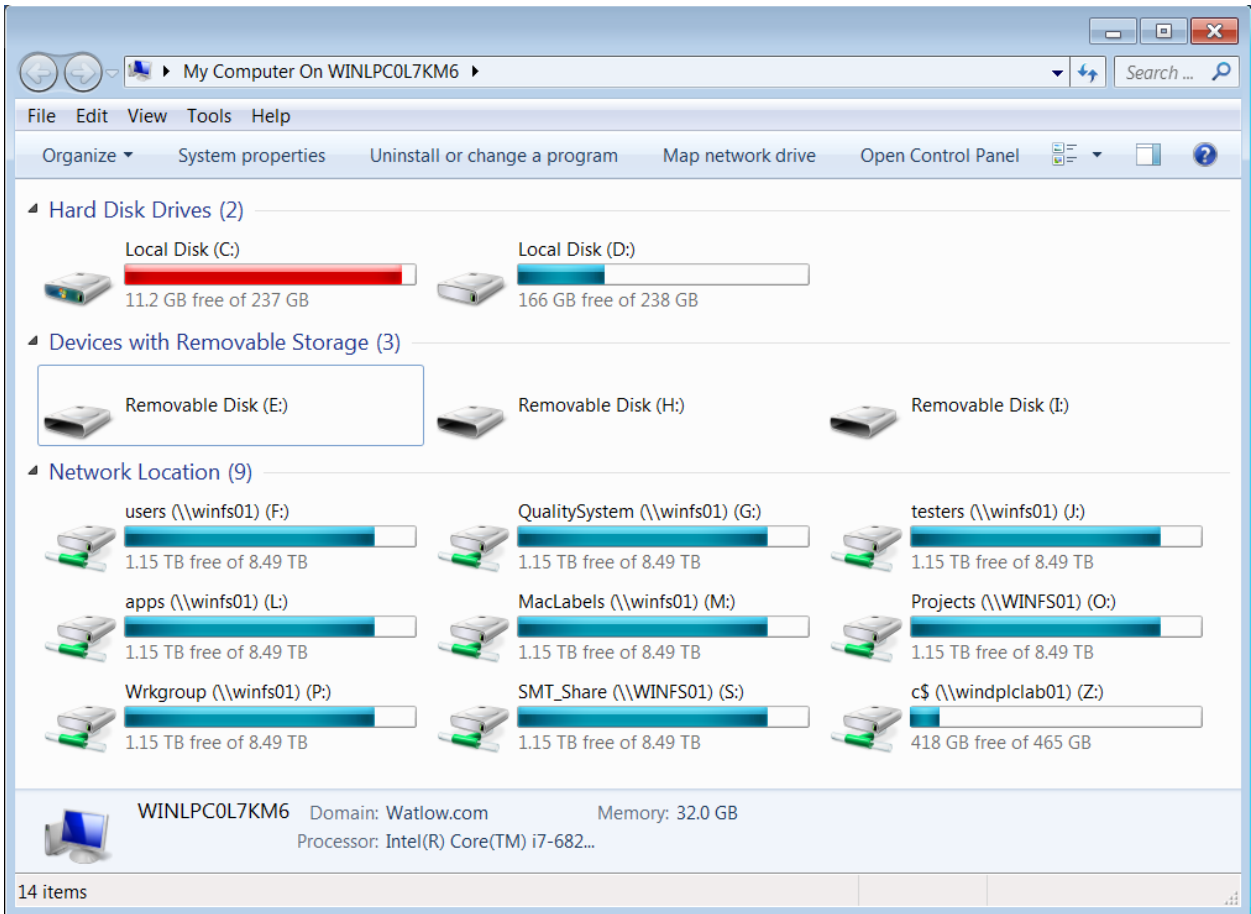 My Computer On WINLPC0L7KM6
Search ...
File Edit View Tools Help
Organize System properties Uninstall or change a program Map network drive Open Control Panel
Hard Disk Drives (2)
Local Disk (C:) Local Disk (D:)
11.2 GB free of 237 GB 166 GB free of 238 GB
Devices with Removable Storage (3)
Removable Disk (E:) Removable Disk (H:) Removable Disk (I:)
Network Location (9)
users (\\winfs01) (F:) QualitySystem (\\winfs01) (G:) testers (\\winfs01) (J:)
1.15 TB free of 8.49 TB 1.15 TB free of 8.49 TB 1.15 TB free of 8.49 TB
apps (\\winfs01) (L:) MacLabels (\\winfs01) (M:) Projects (\\WINFS01) (O:)
1.15 TB free of 8.49 TB 1.15 TB free of 8.49 TB 1.15 TB free of 8.49 TB
Wrkgroup (\\winfs01) (P:) SMT_Share (\\WINFS01) (S:) c$ (\\windplclab01) (Z:)
1.15 TB free of 8.49 TB 1.15 TB free of 8.49 TB 418 GB free of 465 GB
WINLPC0L7KM6 Domain: Watlow.com Memory: 32.0 GB
Processor: Intel(R) Core(TM) i7-682...
14 items